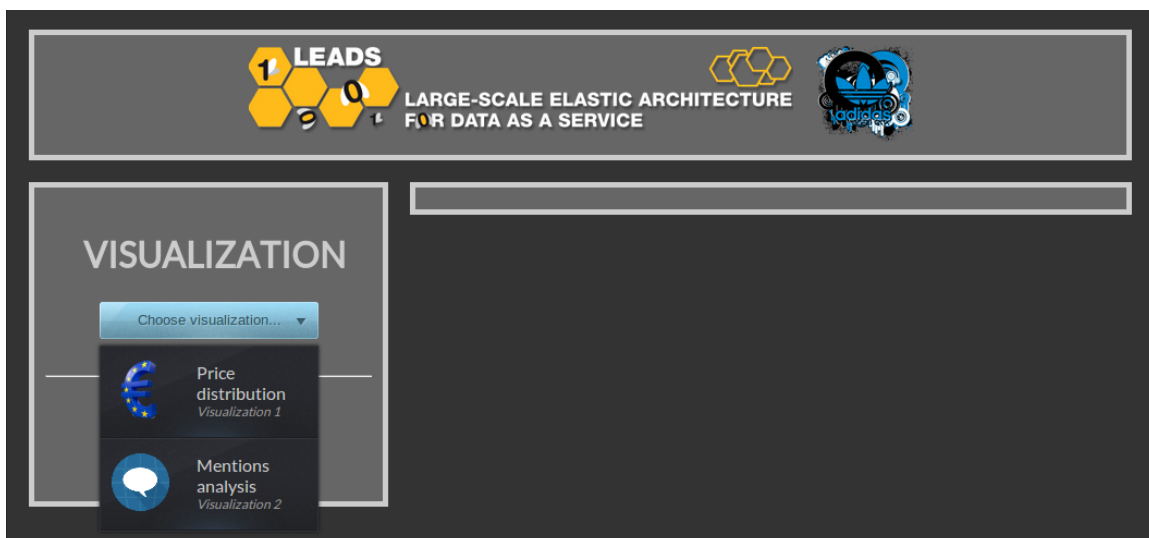 LEADS
LARGE-SCALE ELASTIC ARCHITECTURE
FOR DATA AS A SERVICE
adidas
VISUALIZATION
Choose visualization...
Price
distribution
Visualization 1
Mentions
analysis
Visualization 2